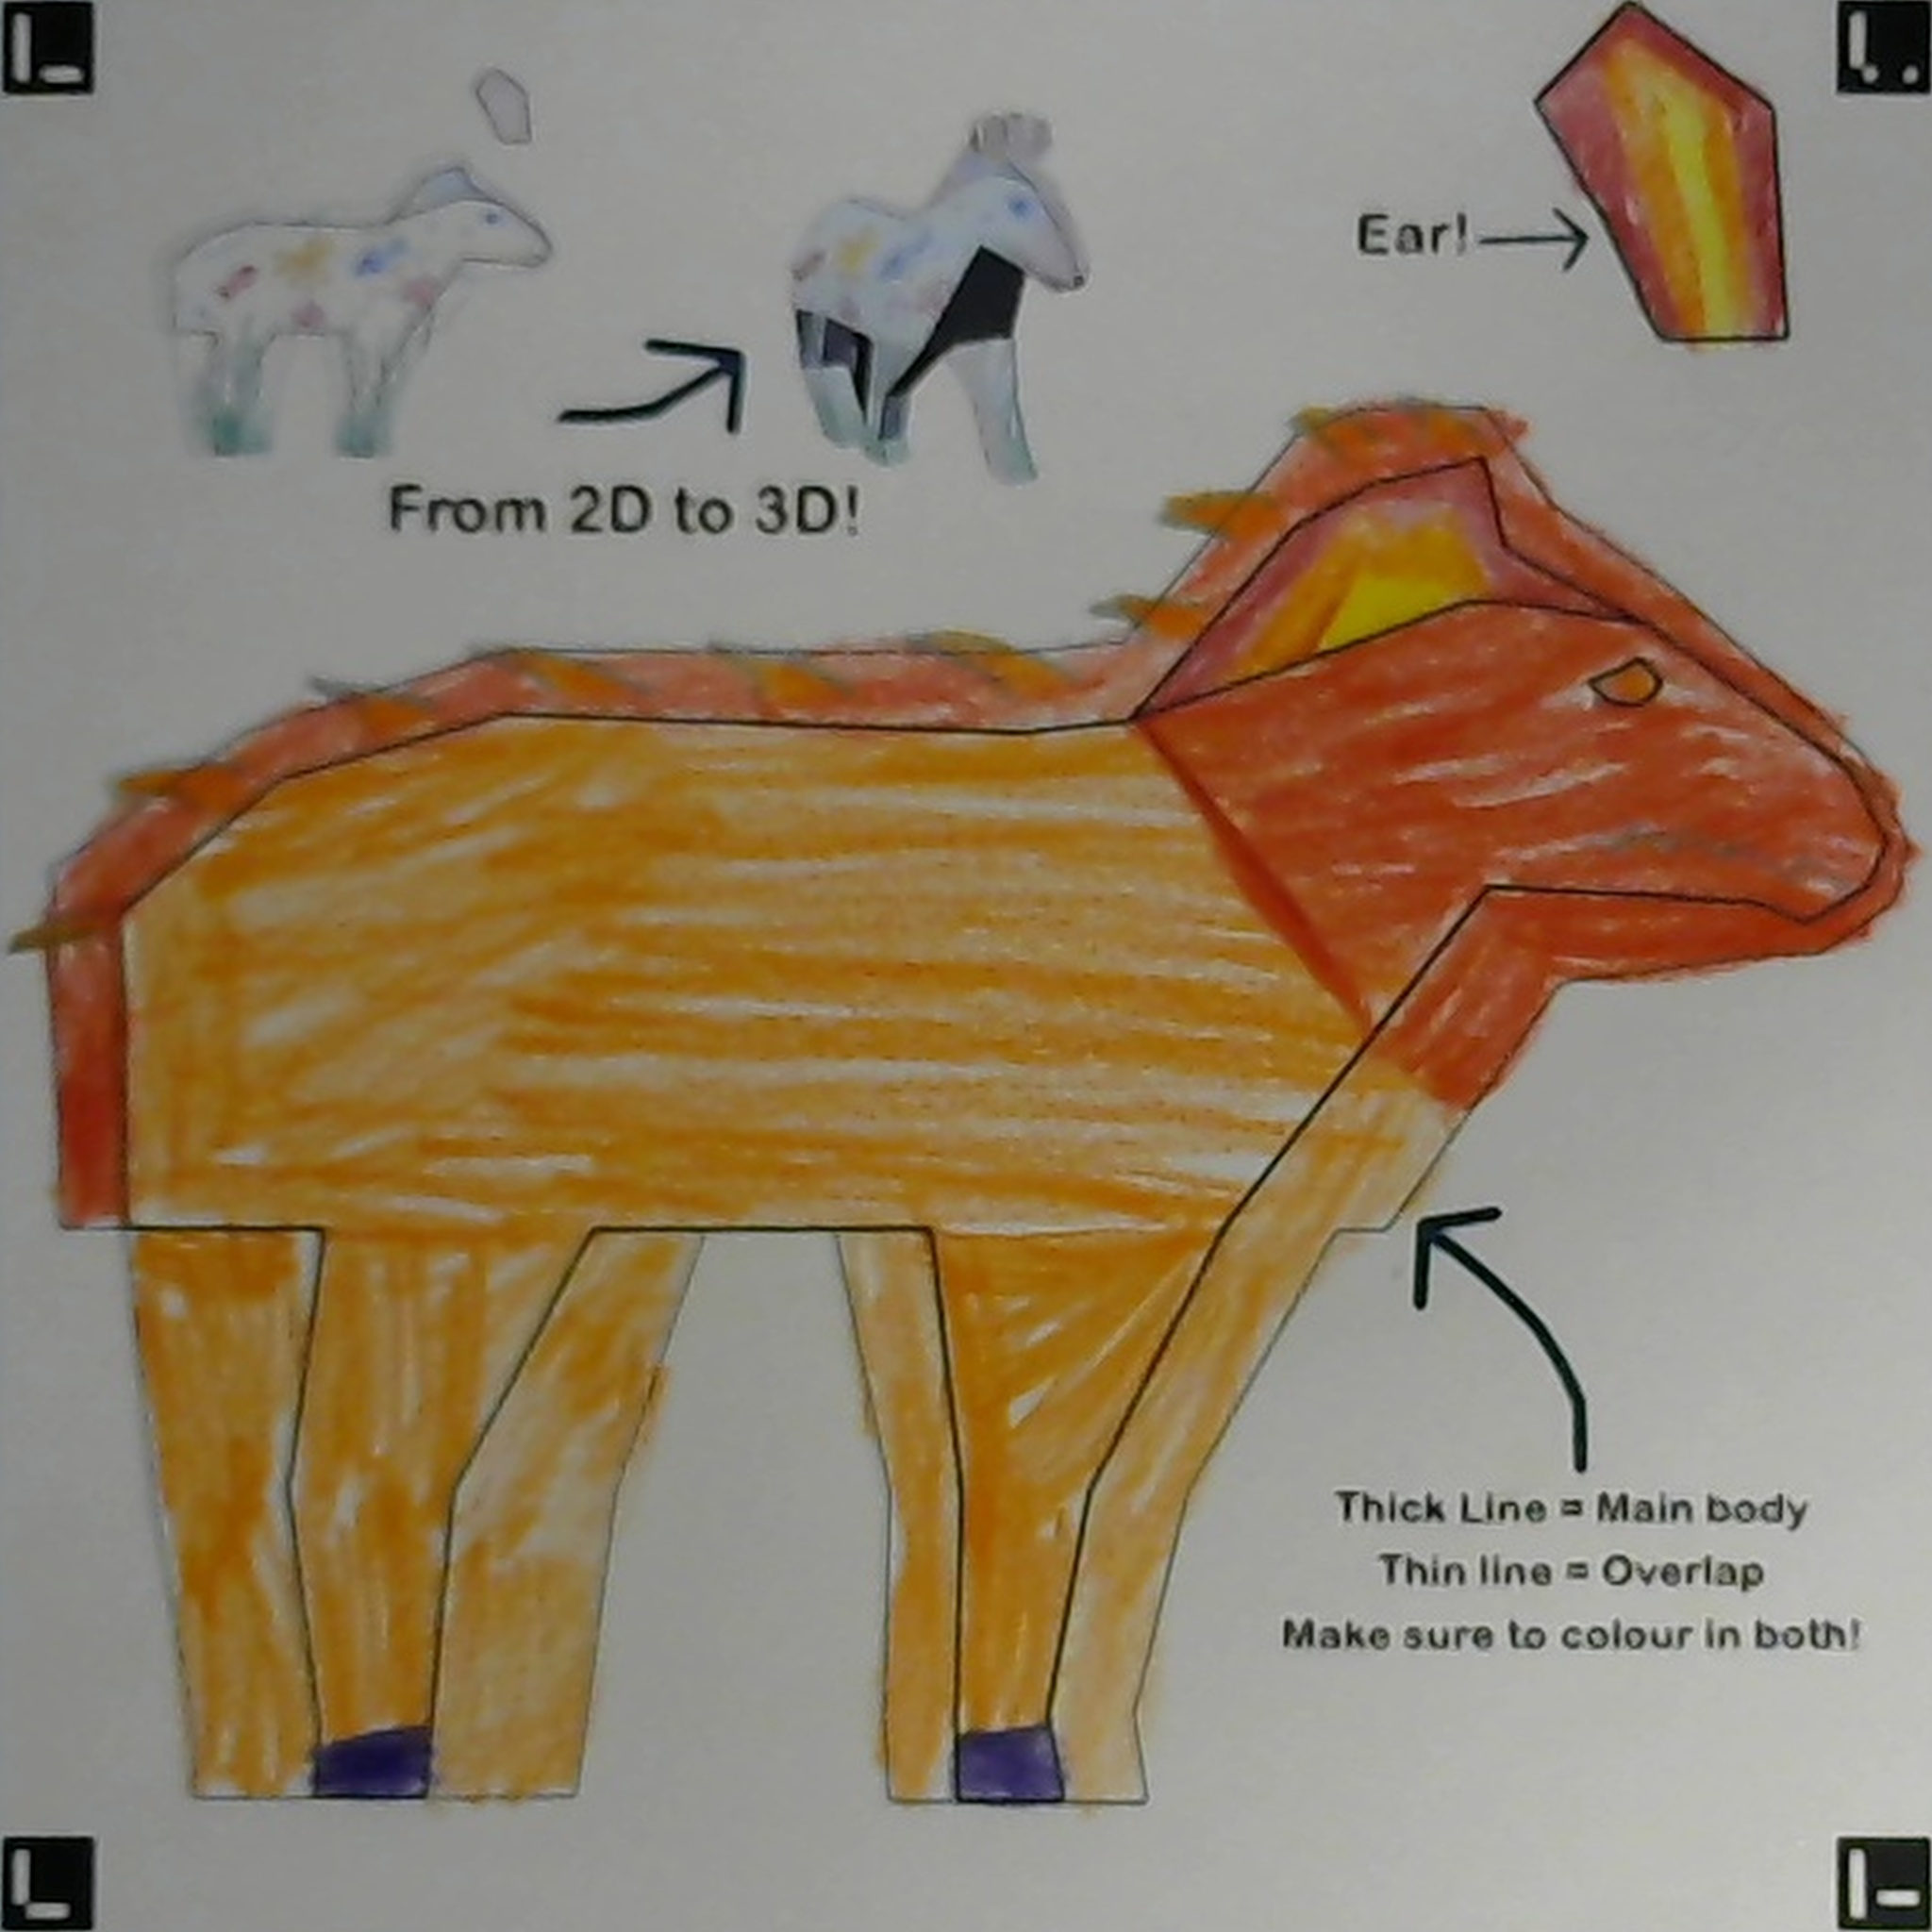 Ear!
From 2D to 3D!
Thick Line = Main body
Thin line = Overlap
Make sure to colour in both!